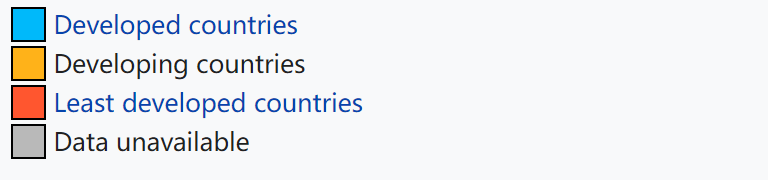 Developed countries
Developing countries
Least developed countries
Data unavailable